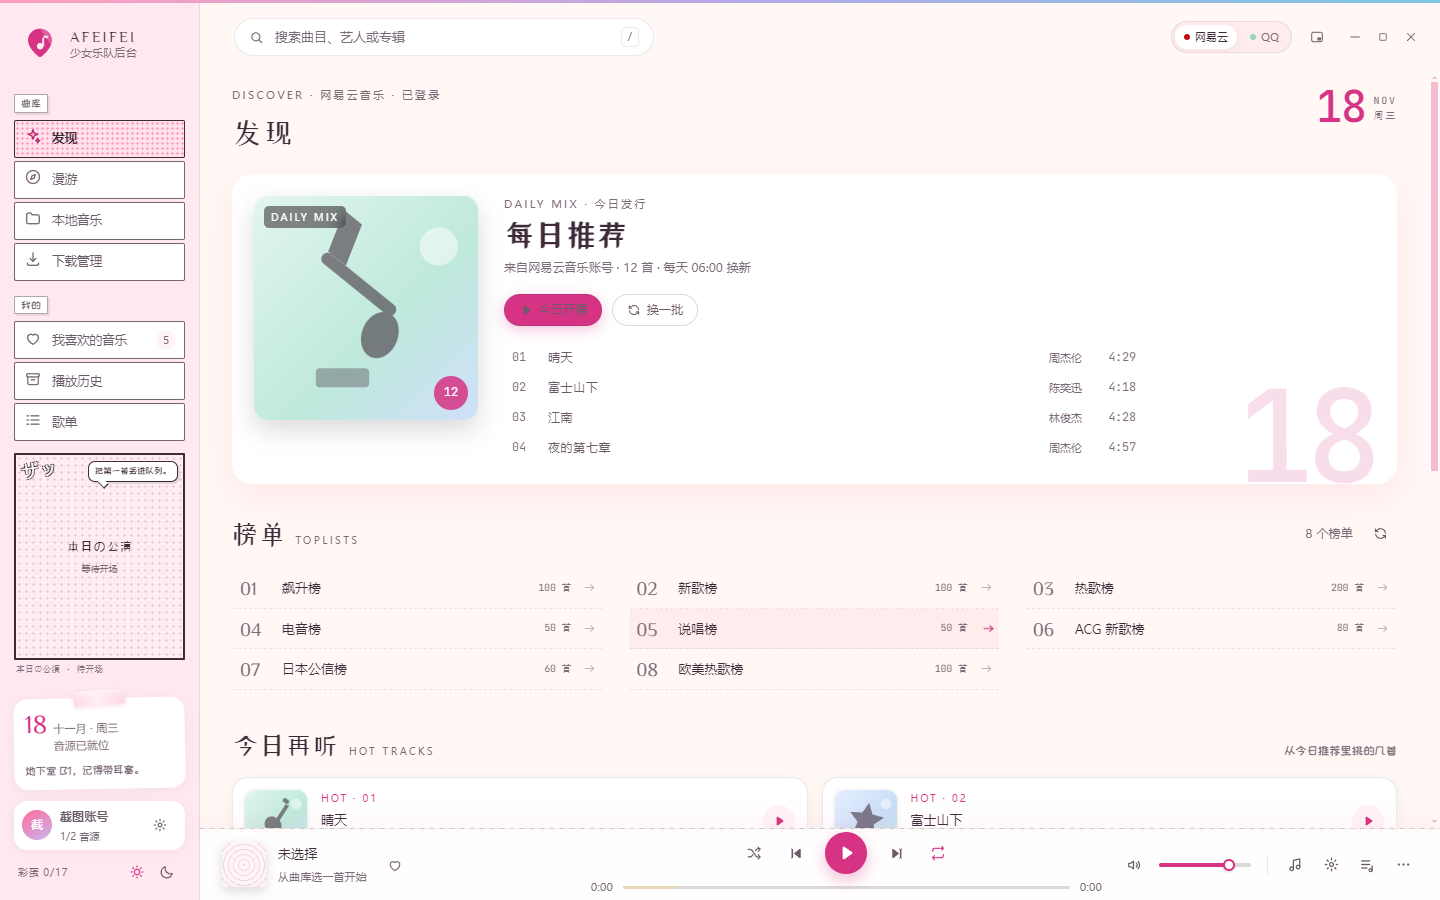 AFEIFEI
少女乐队后台
搜索曲目、艺人或专辑
/
网易云
QQ
曲库
发现
漫游
本地音乐
下载管理
我的
我喜欢的音乐
5
播放历史
歌单
ザッ
把第一首丢进队列。
本日の公演
等待开场
本日の公演 · 待开场
18
十一月 · 周三
音源已就位
地下室 B1，记得带耳塞。
截
截图账号
1/2 音源
彩蛋 0/17
DISCOVER · 网易云音乐 · 已登录
发现
18
NOV
周三
DAILY MIX
12
DAILY MIX · 今日发行
每日推荐
来自网易云音乐账号 · 12 首 · 每天 06:00 换新
今日开演
换一批
01 晴天 周杰伦 4:29
02 富士山下 陈奕迅 4:18
03 江南 林俊杰 4:28
04 夜的第七章 周杰伦 4:57
18
榜单 TOPLISTS
8 个榜单
01 飙升榜 100 首
02 新歌榜 100 首
03 热歌榜 200 首
04 电音榜 50 首
05 说唱榜 50 首
06 ACG 新歌榜 80 首
07 日本公信榜 60 首
08 欧美热歌榜 100 首
今日再听 HOT TRACKS
从今日推荐里挑的几首
HOT · 01
晴天
HOT · 02
富士山下
未选择
从曲库选一首开始
0:00
0:00